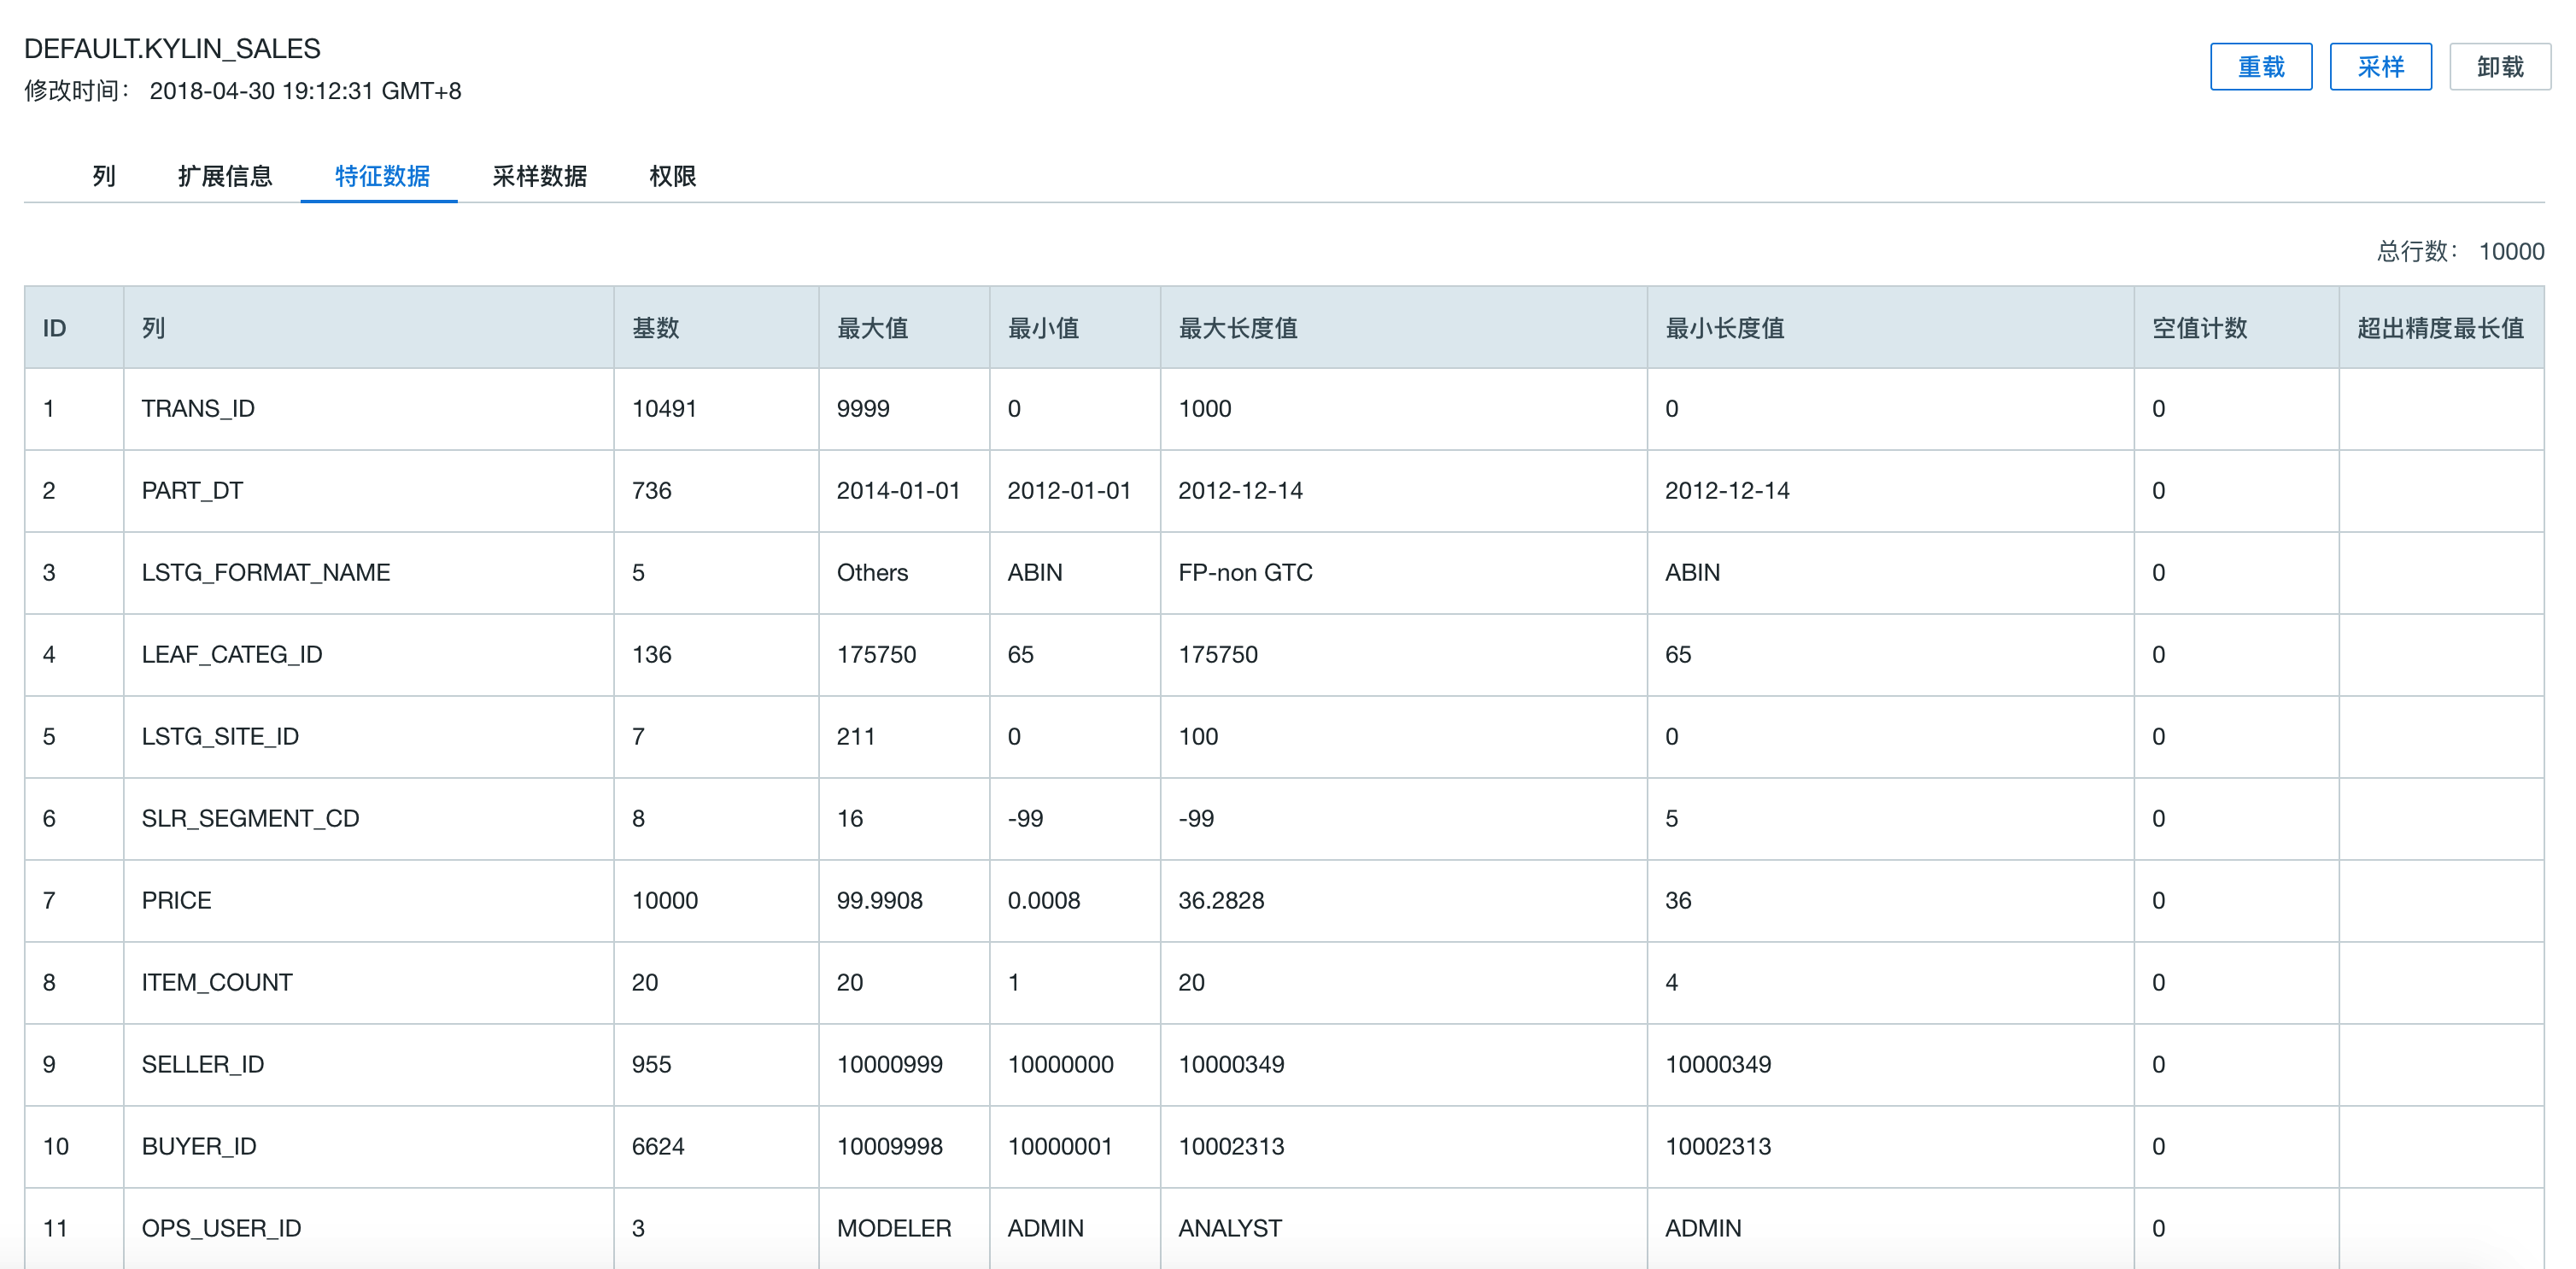 DEFAULT.KYLIN_SALES
重载 采样 卸载
修改时间： 2018-04-30 19:12:31 GMT+8
列 扩展信息 特征数据 采样数据 权限
总行数： 10000
ID 列 基数 最大值 最小值 最大长度值 最小长度值 空值计数 超出精度最长值
1 TRANS_ID 10491 9999 0 1000 0 0
2 PART_DT 736 2014-01-01 2012-01-01 2012-12-14 2012-12-14 0
3 LSTG_FORMAT_NAME 5 Others ABIN FP-non GTC ABIN 0
4 LEAF_CATEG_ID 136 175750 65 175750 65 0
5 LSTG_SITE_ID 7 211 0 100 0 0
6 SLR_SEGMENT_CD 8 16 -99 -99 5 0
7 PRICE 10000 99.9908 0.0008 36.2828 36 0
8 ITEM_COUNT 20 20 1 20 4 0
9 SELLER_ID 955 10000999 10000000 10000349 10000349 0
10 BUYER_ID 6624 10009998 10000001 10002313 10002313 0
11 OPS_USER_ID 3 MODELER ADMIN ANALYST ADMIN 0